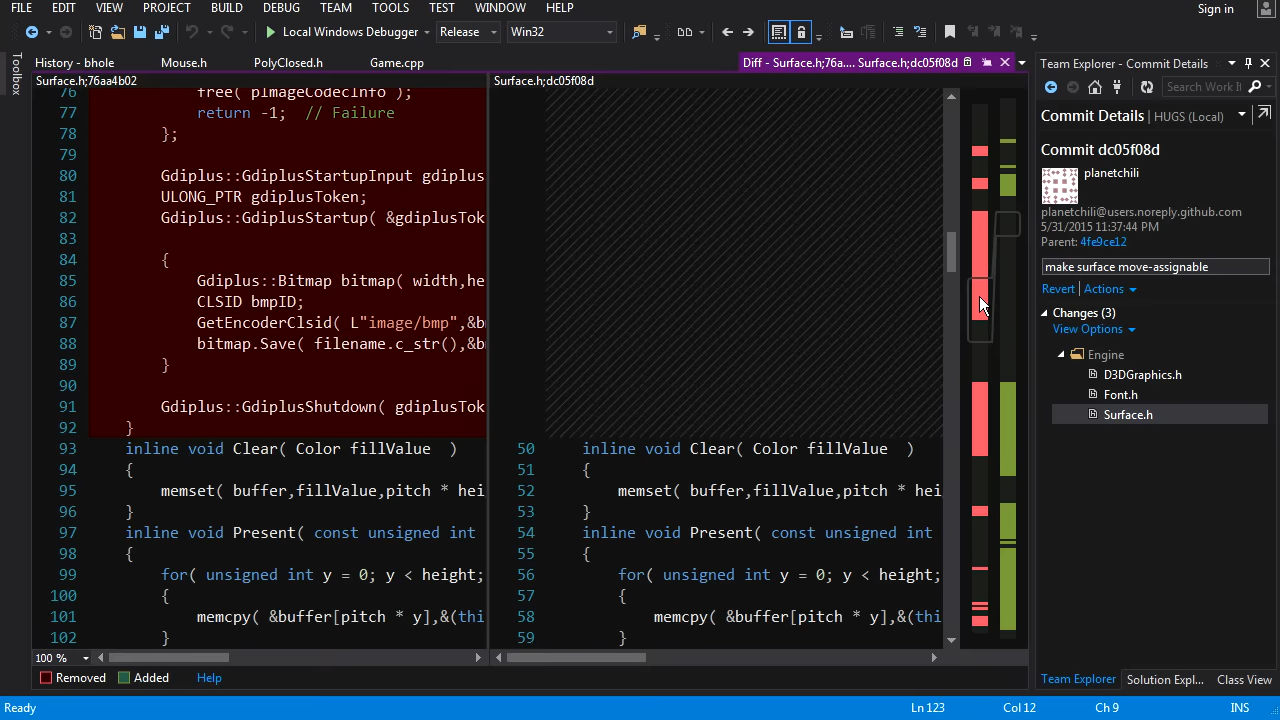 FILE EDIT VIEW PROJECT BUILD DEBUG TEAM TOOLS TEST WINDOW HELP Sign in
Local Windows Debugger Release Win32
Toolbox
History - bhole Mouse.h PolyClosed.h Game.cpp Diff - Surface.h;76a.... Surface.h;dc05f08d
Surface.h;76aa4b02
76 free( pImageCodecInfo );
77 return -1; // Failure
78 };
79
80 Gdiplus::GdiplusStartupInput gdiplus
81 ULONG_PTR gdiplusToken;
82 Gdiplus::GdiplusStartup( &gdiplusTok
83
84 {
85 Gdiplus::Bitmap bitmap( width,he
86 CLSID bmpID;
87 GetEncoderClsid( L"image/bmp",&b
88 bitmap.Save( filename.c_str(),&b
89 }
90
91 Gdiplus::GdiplusShutdown( gdiplusTok
92 }
93 inline void Clear( Color fillValue )
94 {
95 memset( buffer,fillValue,pitch * hei
96 }
97 inline void Present( const unsigned int
98 {
99 for( unsigned int y = 0; y < height;
100 {
101 memcpy( &buffer[pitch * y],&(thi
102 }
Surface.h;dc05f08d
50 inline void Clear( Color fillValue )
51 {
52 memset( buffer,fillValue,pitch * hei
53 }
54 inline void Present( const unsigned int
55 {
56 for( unsigned int y = 0; y < height;
57 {
58 memcpy( &buffer[pitch * y],&(thi
59 }
100 %
Removed Added Help
Team Explorer - Commit Details
Search Work I
Commit Details | HUGS (Local)
Commit dc05f08d
planetchili
planetchili@users.noreply.github.com
5/31/2015 11:37:44 PM
Parent: 4fe9ce12
make surface move-assignable
Revert | Actions
Changes (3)
View Options
Engine
D3DGraphics.h
Font.h
Surface.h
Team Explorer Solution Expl... Class View
Ready Ln 123 Col 12 Ch 9 INS